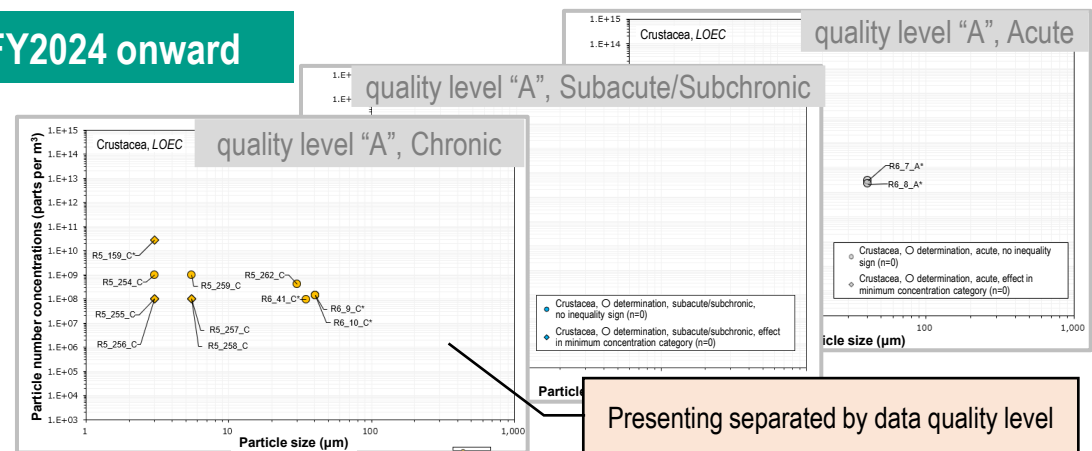 FY2024 onward
quality level “A”, Acute
Crustacea, LOEC
1.E+15
1.E+14
R6_7_A*
R6_8_A*
Crustacea, ○ determination, acute, no inequality
sign (n=0)
Crustacea, ○ determination, acute, effect in
minimum concentration category (n=0)
100
1,000
quality level “A”, Subacute/Subchronic
Crustacea, ○ determination, subacute/subchronic,
no inequality sign (n=0)
Crustacea, ○ determination, subacute/subchronic, effect
in minimum concentration category (n=0)
quality level “A”, Chronic
Crustacea, LOEC
Particle number concentrations (parts per m³)
1.E+15
1.E+14
1.E+13
1.E+12
1.E+11
1.E+10
1.E+09
1.E+08
1.E+07
1.E+06
1.E+05
1.E+04
1.E+03
R5_159_C*
R5_254_C
R5_259_C
R5_262_C
R6_41_C*
R6_9_C*
R6_10_C*
R5_255_C
R5_256_C
R5_257_C
R5_258_C
1
10
100
1,000
Particle size (µm)
Presenting separated by data quality level